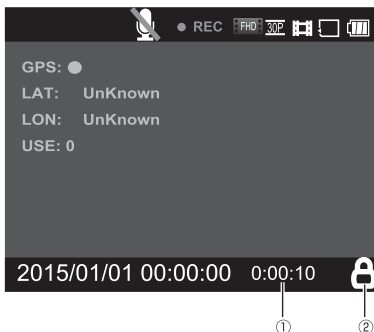 ● REC FHD 30P
GPS: ●
LAT: UnKnown
LON: UnKnown
USE: 0
2015/01/01 00:00:00 0:00:10
① ②